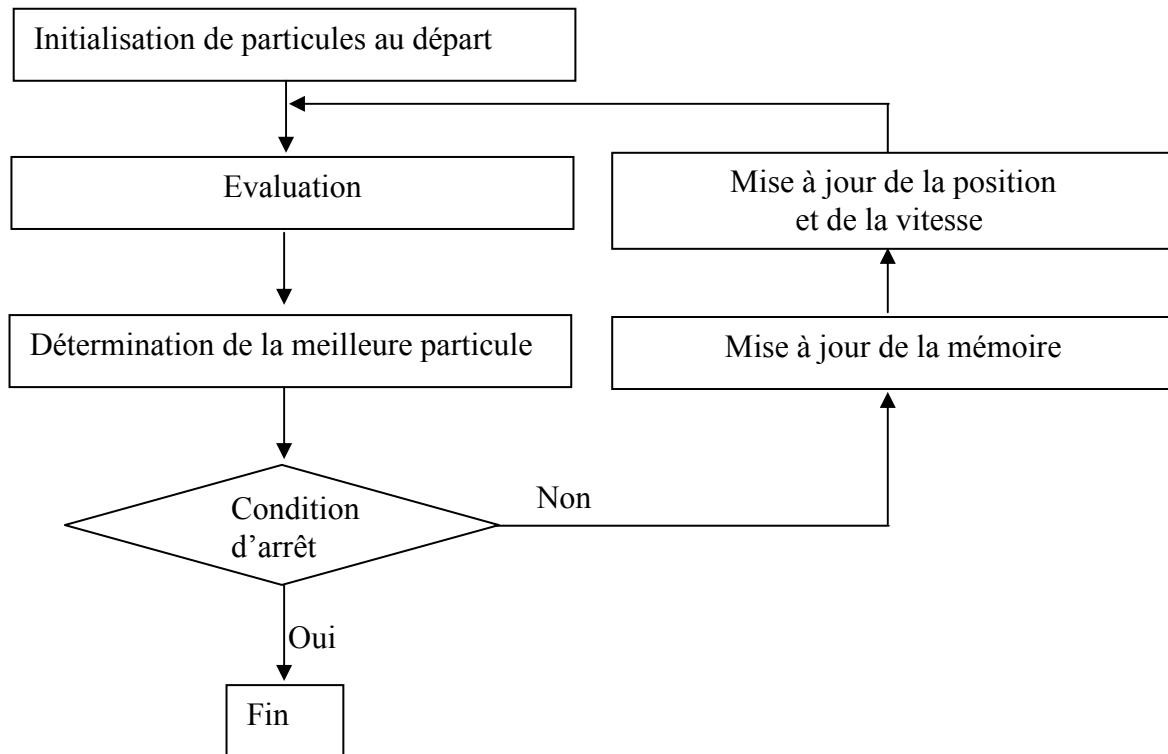 Initialisation de particules au départ
Evaluation
Détermination de la meilleure particule
Condition
d’arrêt
Oui
Fin
Non
Mise à jour de la mémoire
Mise à jour de la position
et de la vitesse